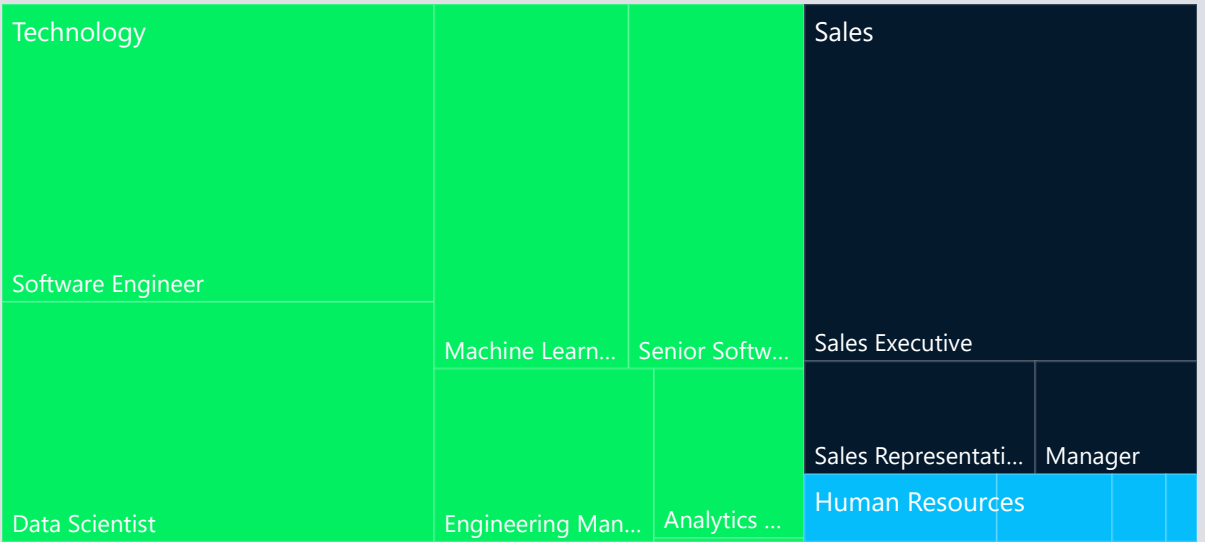 Technology
Software Engineer
Data Scientist
Machine Learn...
Senior Softw...
Engineering Man...
Analytics ...
Sales
Sales Executive
Sales Representati...
Manager
Human Resources